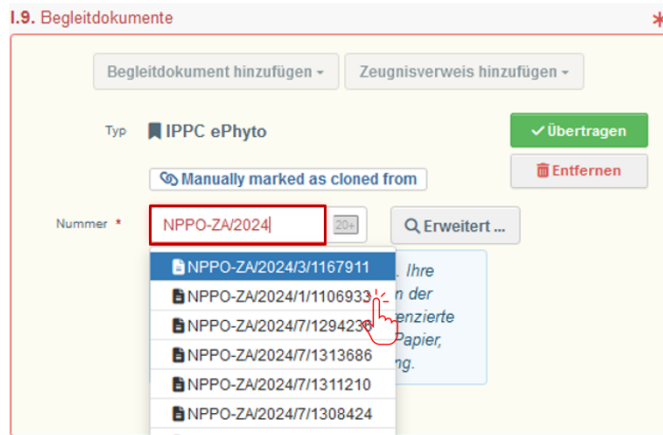 I.9. Begleitdokumente *
Begleitdokument hinzufügen Zeugnisverweis hinzufügen
Typ IPPC ePhyto Übertragen
Manually marked as cloned from Entfernen
Nummer * NPPO-ZA/2024 20+ Erweitert ...
NPPO-ZA/2024/3/1167911 . Ihre
NPPO-ZA/2024/1/1106933 n der
NPPO-ZA/2024/7/1294236 enzierte
NPPO-ZA/2024/7/1313686 Papier,
NPPO-ZA/2024/7/1311210 ng.
NPPO-ZA/2024/7/1308424